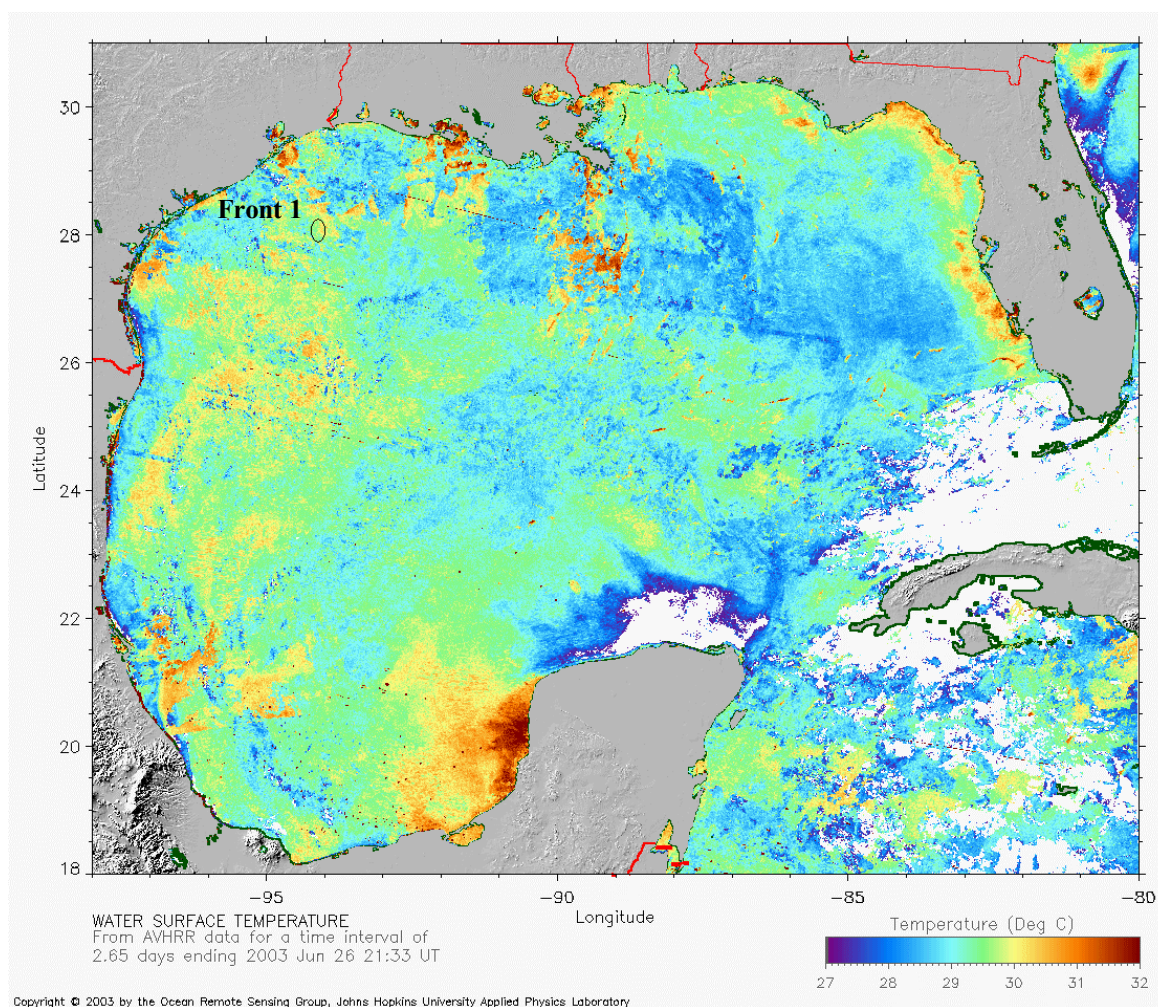 30
28
26
24
22
20
18
Latitude
Front 1
-95
-90
-85
-80
Longitude
WATER SURFACE TEMPERATURE
From AVHRR data for a time interval of
2.65 days ending 2003 Jun 26 21:33 UT
Temperature (Deg C)
27 28 29 30 31 32
Copyright © 2003 by the Ocean Remote Sensing Group, Johns Hopkins University Applied Physics Laboratory